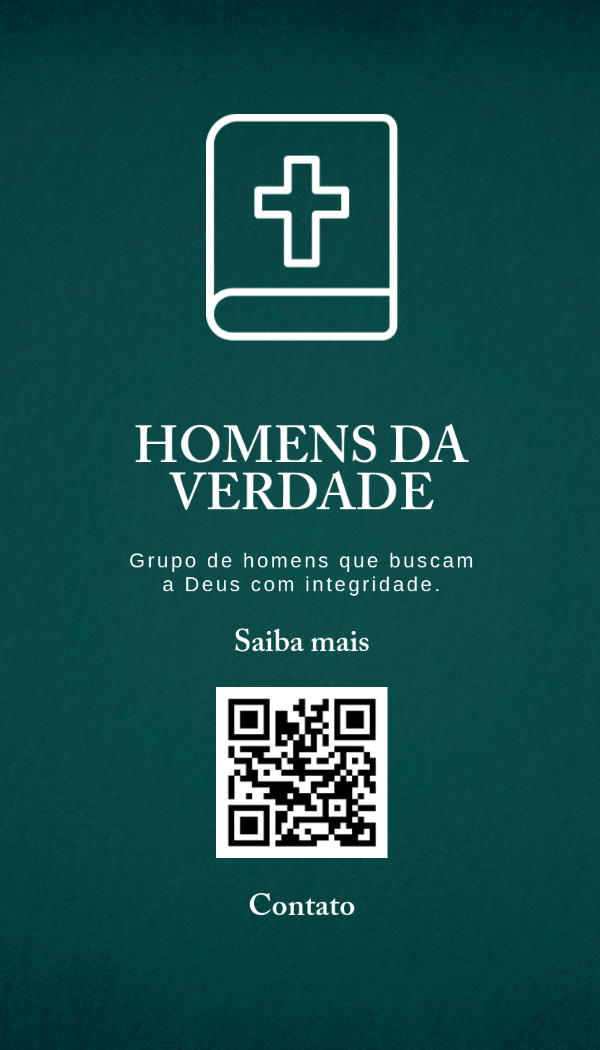 HOMENS DA
VERDADE
Grupo de homens que buscam
a Deus com integridade.
Saiba mais
Contato